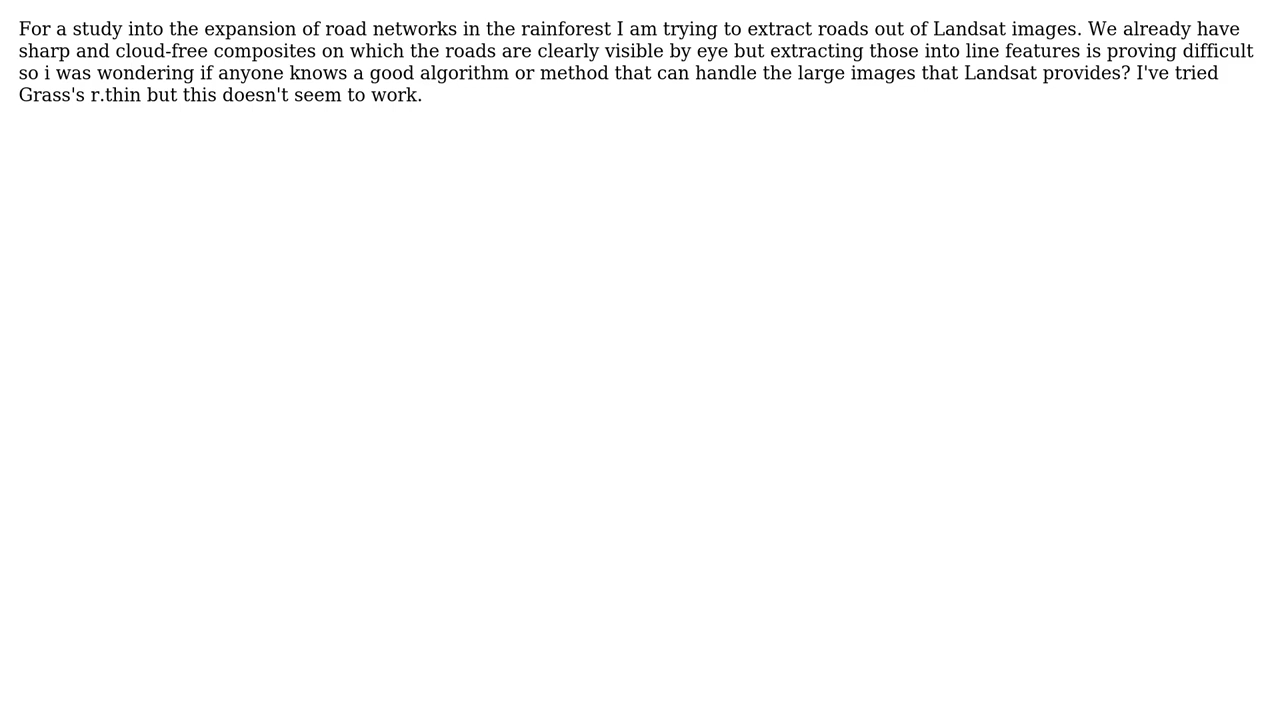 For a study into the expansion of road networks in the rainforest I am trying to extract roads out of Landsat images. We already have
sharp and cloud-free composites on which the roads are clearly visible by eye but extracting those into line features is proving difficult
so i was wondering if anyone knows a good algorithm or method that can handle the large images that Landsat provides? I've tried
Grass's r.thin but this doesn't seem to work.